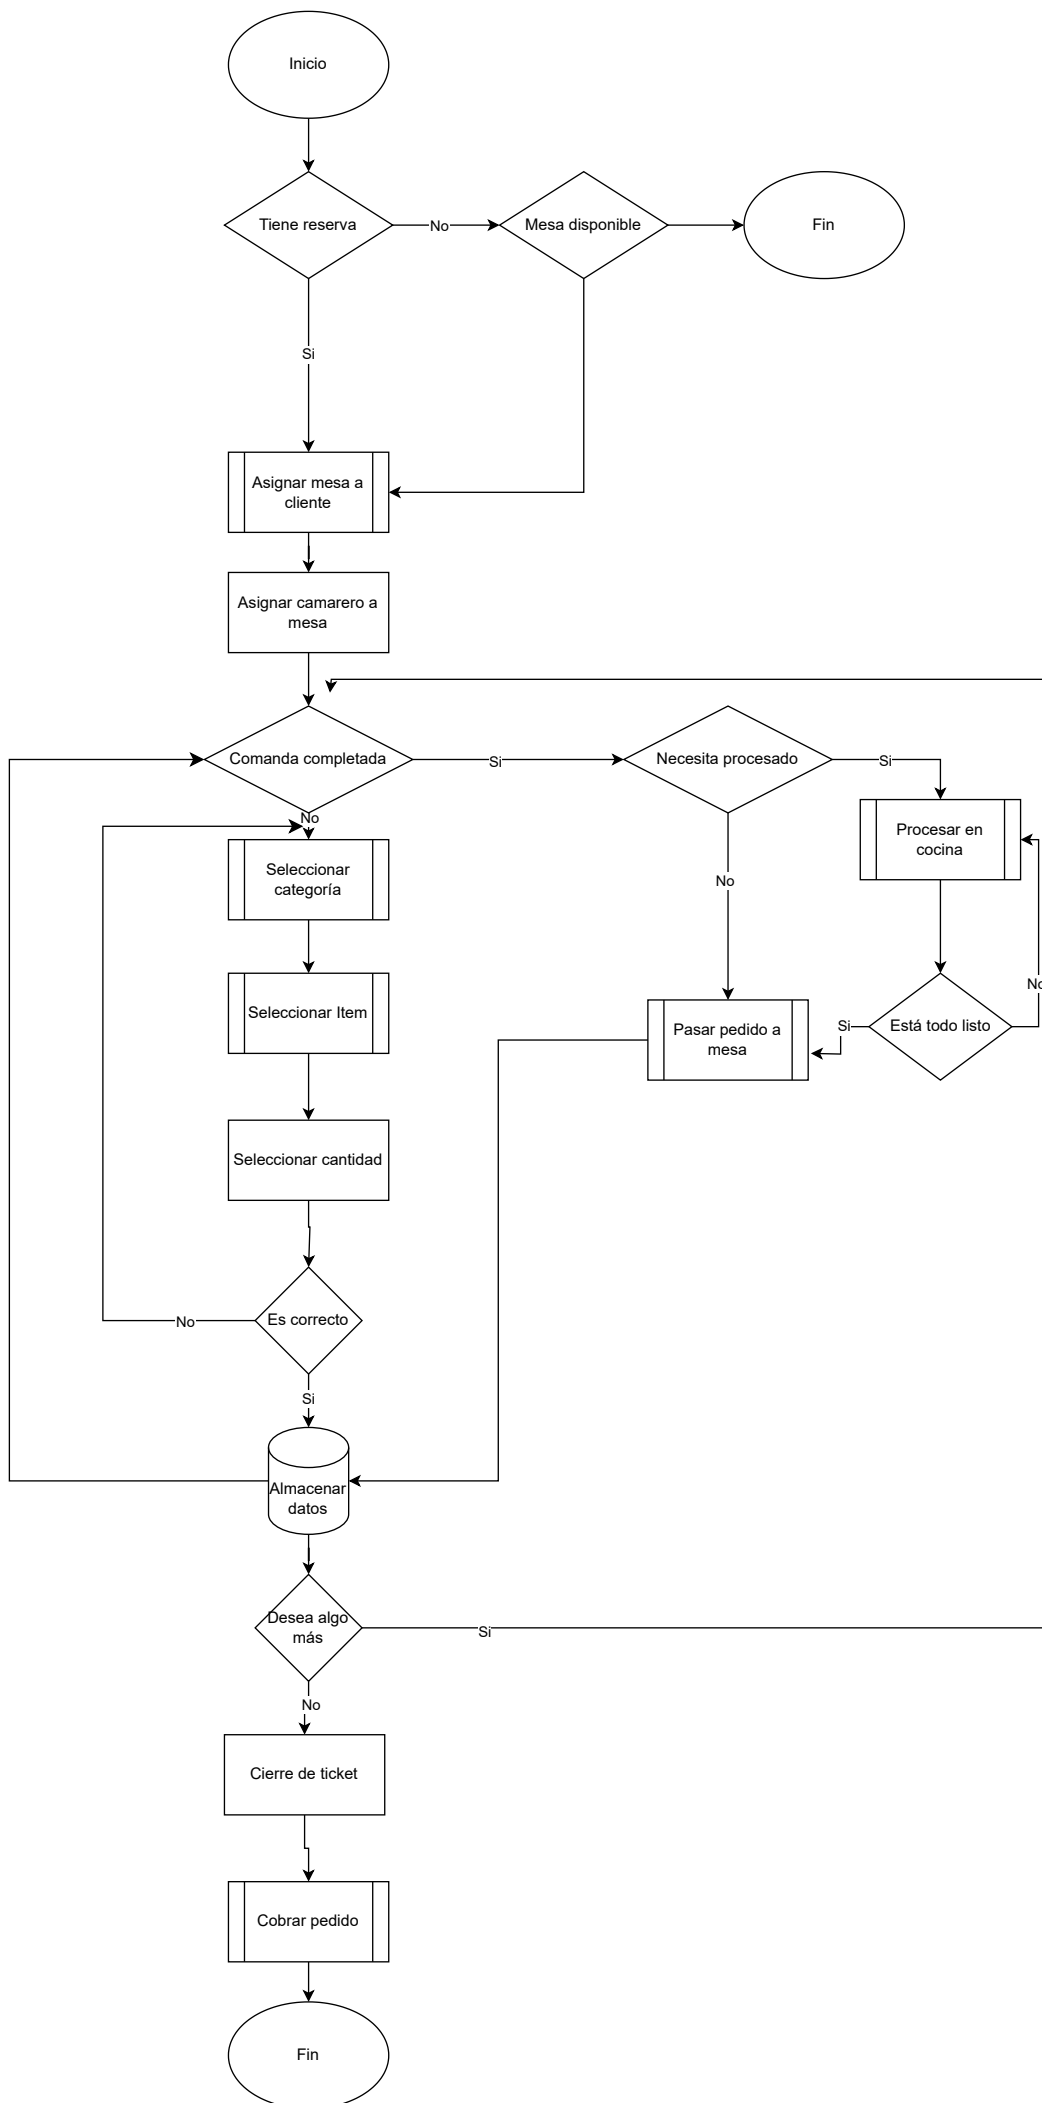 Inicio
Tiene reserva
No
Mesa disponible
Fin
Si
Asignar mesa a
cliente
Asignar camarero a
mesa
Comanda completada
Si
Necesita procesado
Si
No
Procesar en
cocina
Seleccionar
categoría
No
No
Seleccionar Item
Pasar pedido a
mesa
Si
Está todo listo
Seleccionar cantidad
Es correcto
No
Si
Almacenar
datos
Desea algo
más
Si
No
Cierre de ticket
Cobrar pedido
Fin